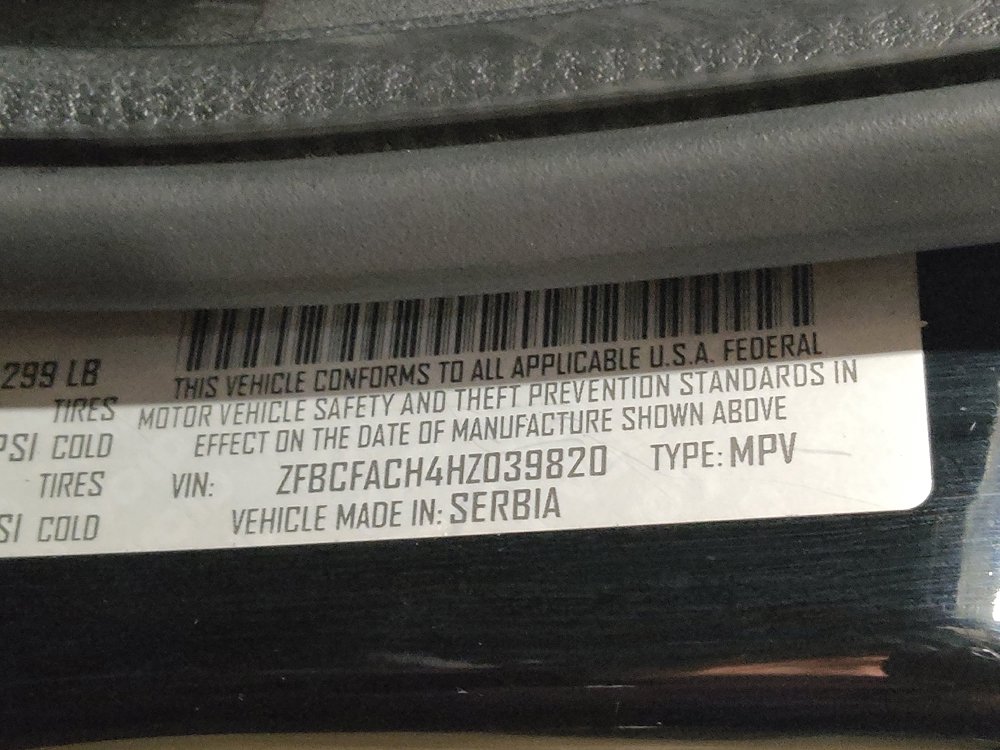 299 LB
THIS VEHICLE CONFORMS TO ALL APPLICABLE U.S.A. FEDERAL
TIRES MOTOR VEHICLE SAFETY AND THEFT PREVENTION STANDARDS IN
PSI COLD EFFECT ON THE DATE OF MANUFACTURE SHOWN ABOVE
TIRES VIN: ZFBCFACH4HZ039820 TYPE: MPV
SI COLD VEHICLE MADE IN: SERBIA